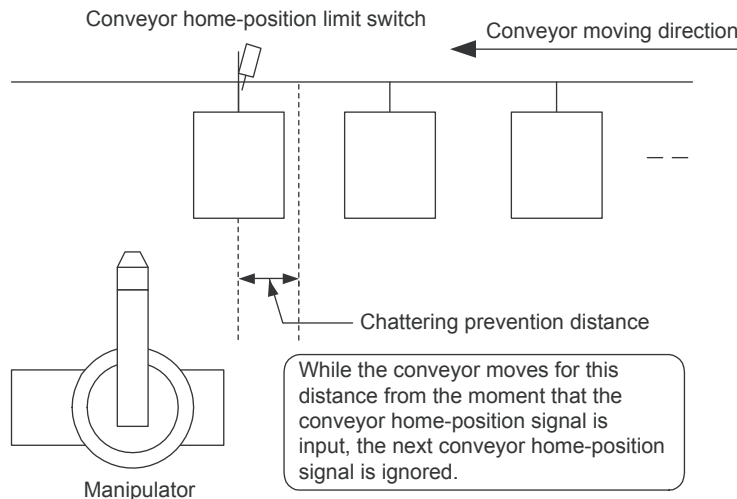 Conveyor home-position limit switch
Conveyor moving direction
Chattering prevention distance
While the conveyor moves for this
distance from the moment that the
conveyor home-position signal is
input, the next conveyor home-position
signal is ignored.
Manipulator